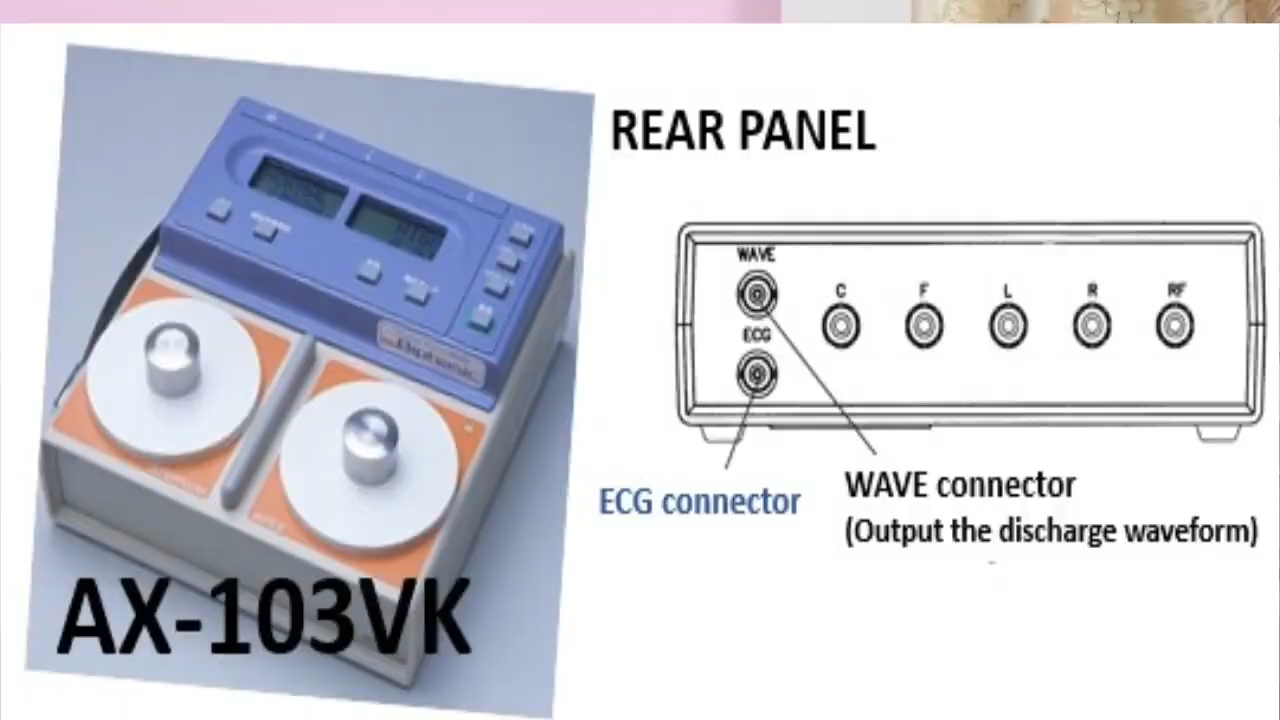 REAR PANEL
WAVE
C
F
L
R
RF
ECG
ECG connector
WAVE connector
(Output the discharge waveform)
AX-103VK